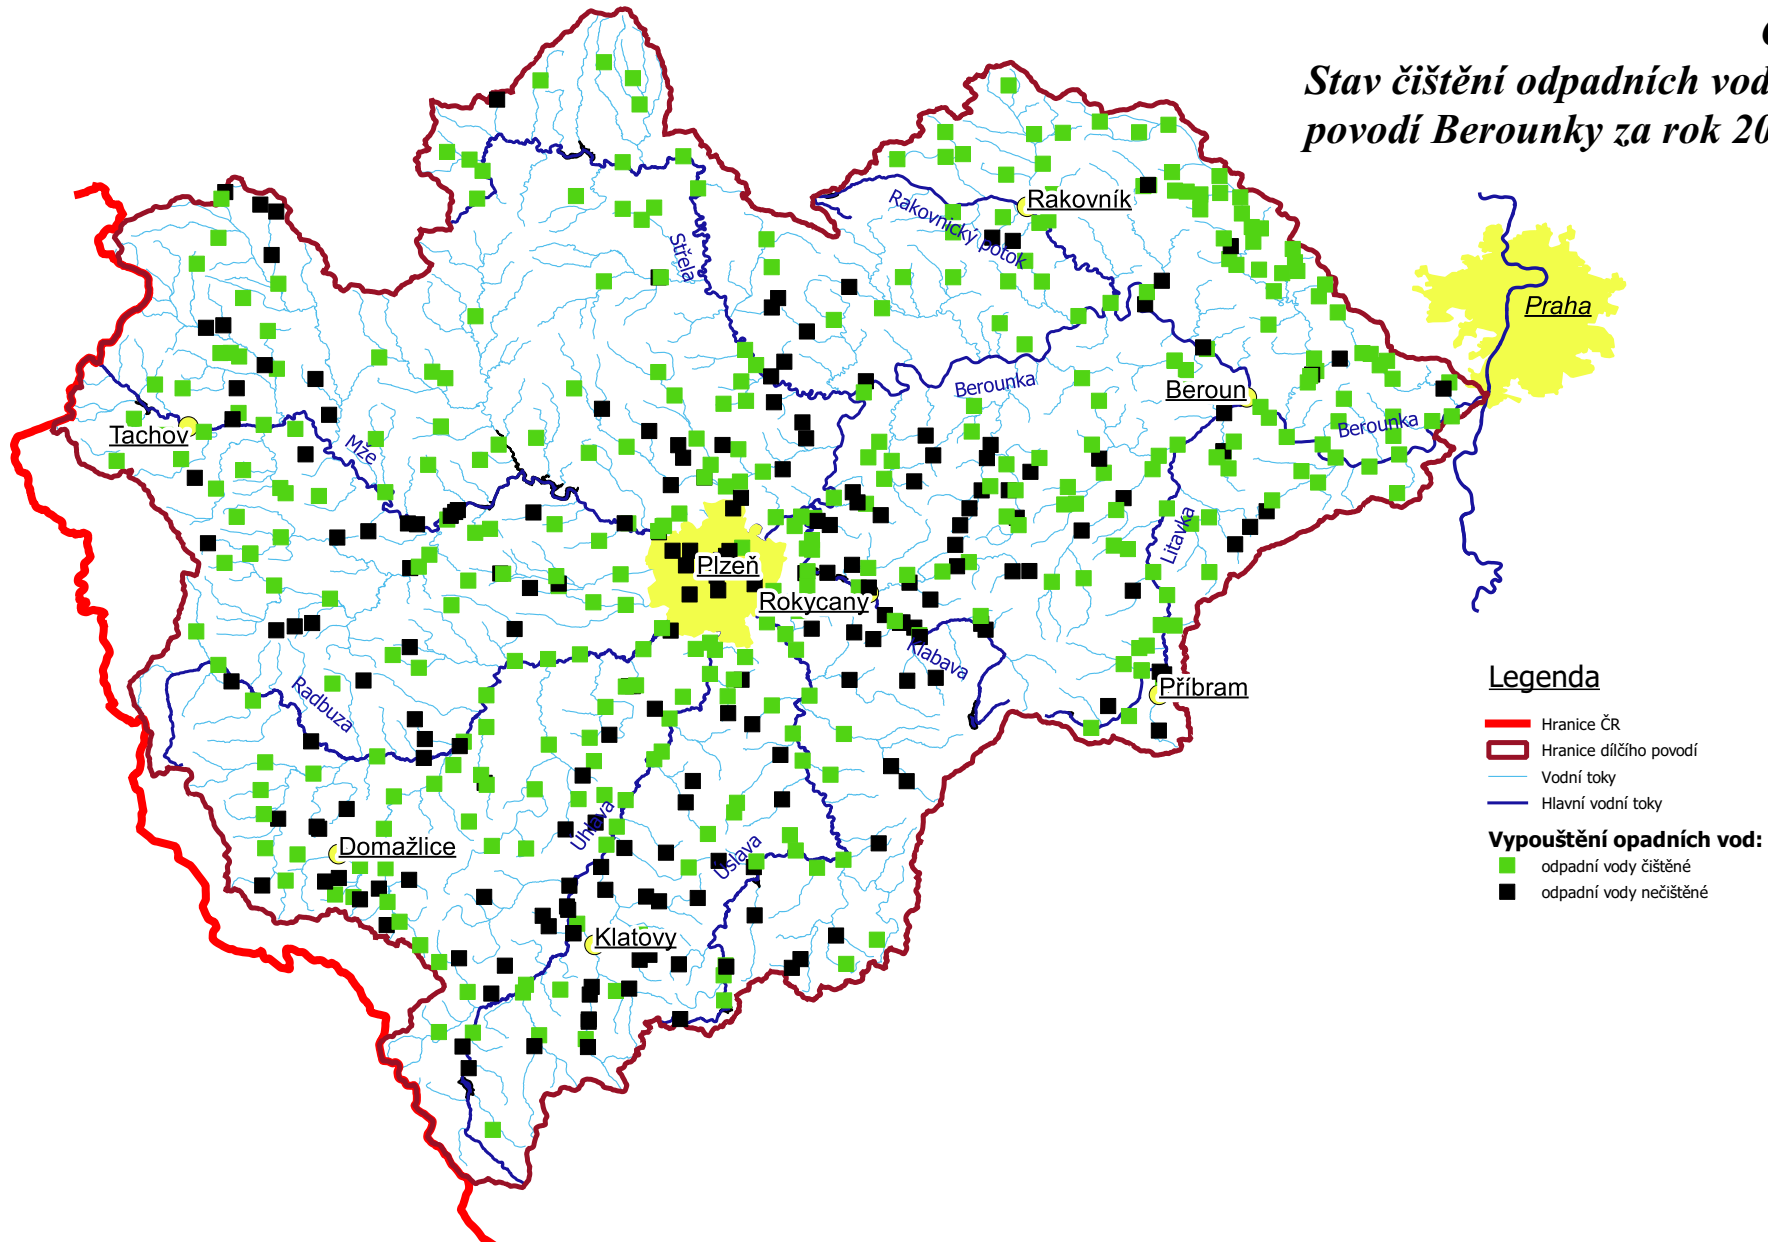 Stav čištění odpadních vod
povodí Berounky za rok 20
Rakovník
Rakovnický potok
Střela
Praha
Berounka
Beroun
Berounka
Tachov
Mže
Litavka
Plzeň
Rokycany
Klabava
Příbram
Radbuza
Domažlice
Úhlava
Úslava
Klatovy
Legenda
Hranice ČR
Hranice dílčího povodí
Vodní toky
Hlavní vodní toky
Vypouštění opadních vod:
odpadní vody čištěné
odpadní vody nečištěné